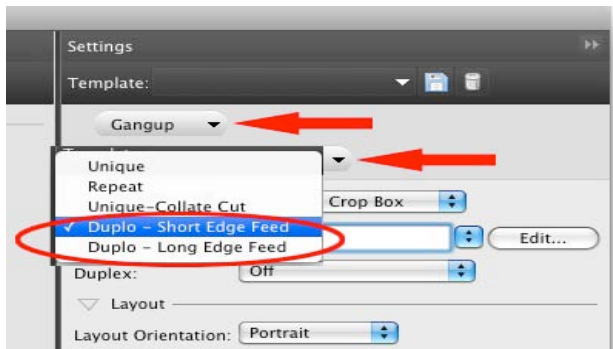 Settings
Template:
Gangup
Unique
Repeat
Unique-Collate Cut
Crop Box
✓ Duplo - Short Edge Feed
Duplo - Long Edge Feed
Edit...
Duplex: Off
Layout
Layout Orientation: Portrait